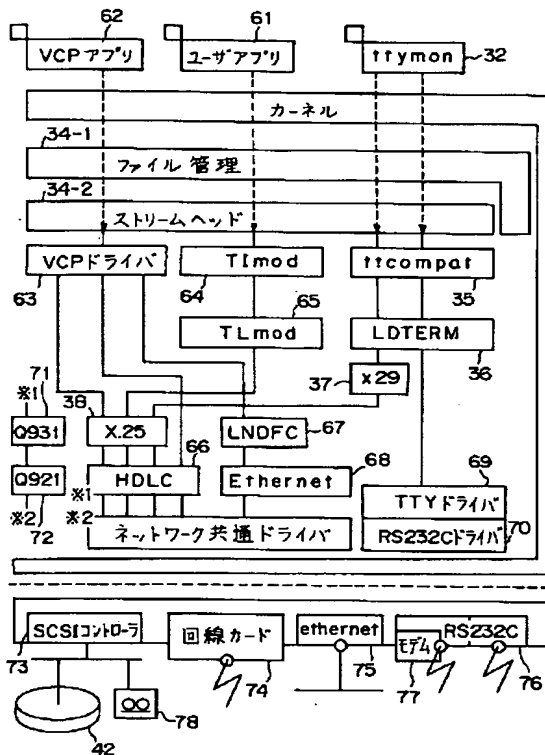 62
61
VCPアプリ
ユーザアプリ
ttymon
32
カーネル
34-1
ファイル管理
34-2
ストリームヘッド
VCPドライバ
TImod
ttcompat
63
64
65
35
TLmod
LDTERM
36
71
37
X29
※1
38
Q931
X.25
66
LNDFC
67
68
69
Q921
※1
HDLC
Ethernet
TTYドライバ
※2
72
※2
ネットワーク共通ドライバ
RS232Cドライバ
70
SCSIコントローラ
回線カード
ethernet
RS232C
モデム
73
74
75
77
76
78
42